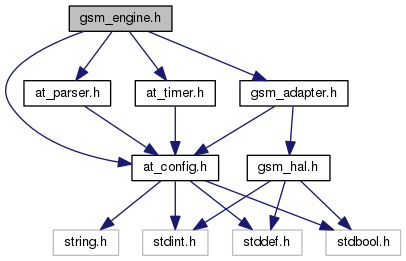 gsm_engine.h
at_parser.h
at_timer.h
gsm_adapter.h
at_config.h
gsm_hal.h
string.h
stdint.h
stddef.h
stdbool.h